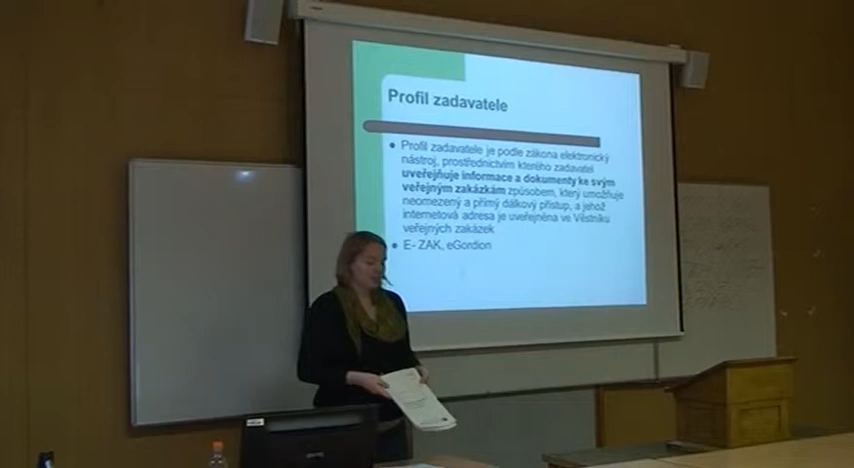 Profil zadavatele
● Profil zadavatele je podle zákona elektronický
nástroj, prostřednictvím kterého zadavatel
uveřejňuje informace a dokumenty ke svým
veřejným zakázkám způsobem, který umožňuje
neomezený a přímý dálkový přístup, a jehož
internetová adresa je uveřejněna ve Věstníku
veřejných zakázek
● E- ZAK, eGordion